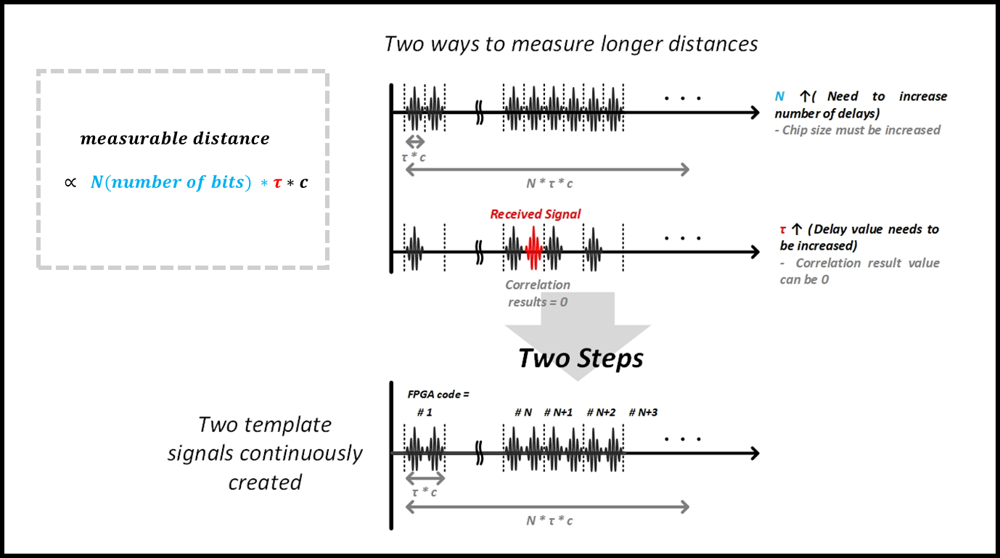 Two ways to measure longer distances
measurable distance
∝ N(number of bits) * τ * c
N ↑( Need to increase
number of delays)
- Chip size must be increased
τ * c
N * τ * c
Received Signal
τ ↑ (Delay value needs to
be increased)
- Correlation result value
can be 0
Correlation
results = 0
Two Steps
FPGA code =
# 1 # N # N+1 # N+2 # N+3
Two template
signals continuously
created
τ * c
N * τ * c